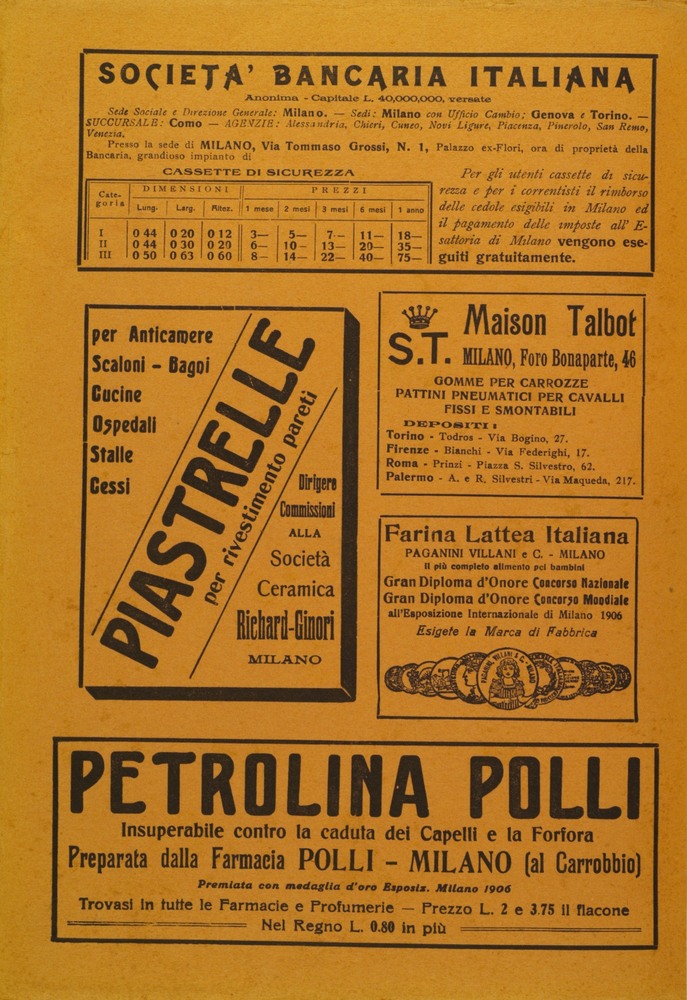 SOCIETA' BANCARIA ITALIANA
Anonima - Capitale L. 40,000,000, versate
Sede Sociale e Direzione Generale: Milano. — Sedi: Milano con Ufficio Cambio; Genova e Torino. —
SUCCURSALE: Como — AGENZIE: Alessandria, Chieri, Cuneo, Novi Ligure, Piacenza, Pinerolo, San Remo,
Venezia.
Presso la sede di MILANO, Via Tommaso Grossi, N. 1, Palazzo ex-Flori, ora di proprietà della
Bancaria, grandioso impianto di
CASSETTE DI SICUREZZA
Categoria DIMENSIONI PREZZI
Lung. Larg. Altez. 1 mese 2 mesi 3 mesi 6 mesi 1 anno
I 0 44 0 20 0 12 3— 5— 7— 11— 18—
II 0 44 0 30 0 20 6— 10— 13— 20— 35—
III 0 50 0 63 0 60 8— 14— 22— 40— 75—
Per gli utenti cassette di sicu-
rezza e per i correntisti il rimborso
delle cedole esigibili in Milano ed
il pagamento delle imposte all' E-
sattoria di Milano vengono ese-
guiti gratuitamente.
per Anticamere
Scaloni - Bagni
Cucine
Ospedali
Stalle
Cessi
PIASTRELLE
per rivestimento pareti
Dirigere
Commissioni
ALLA
Società
Ceramica
Richard-Ginori
MILANO
S.T.
Maison Talbot
MILANO, Foro Bonaparte, 46
GOMME PER CARROZZE
PATTINI PNEUMATICI PER CAVALLI
FISSI E SMONTABILI
DEPOSITI:
Torino - Todros - Via Bogino, 27.
Firenze - Bianchi - Via Federighi, 17.
Roma - Prinzi - Piazza S. Silvestro, 62.
Palermo - A. e R. Silvestri - Via Maqueda, 217.
Farina Lattea Italiana
PAGANINI VILLANI e C. - MILANO
Il più completo alimento pei bambini
Gran Diploma d'Onore Concorso Nazionale
Gran Diploma d'Onore Concorso Mondiale
all'Esposizione Internazionale di Milano 1906
Esigete la Marca di Fabbrica
PAGANINI, VILLANI & C. - MILANO
PETROLINA POLLI
Insuperabile contro la caduta dei Capelli e la Forfora
Preparata dalla Farmacia POLLI - MILANO (al Carrobbio)
Premiata con medaglia d'oro Esposiz. Milano 1906
Trovasi in tutte le Farmacie e Profumerie — Prezzo L. 2 e 3.75 il flacone
Nel Regno L. 0.80 in più